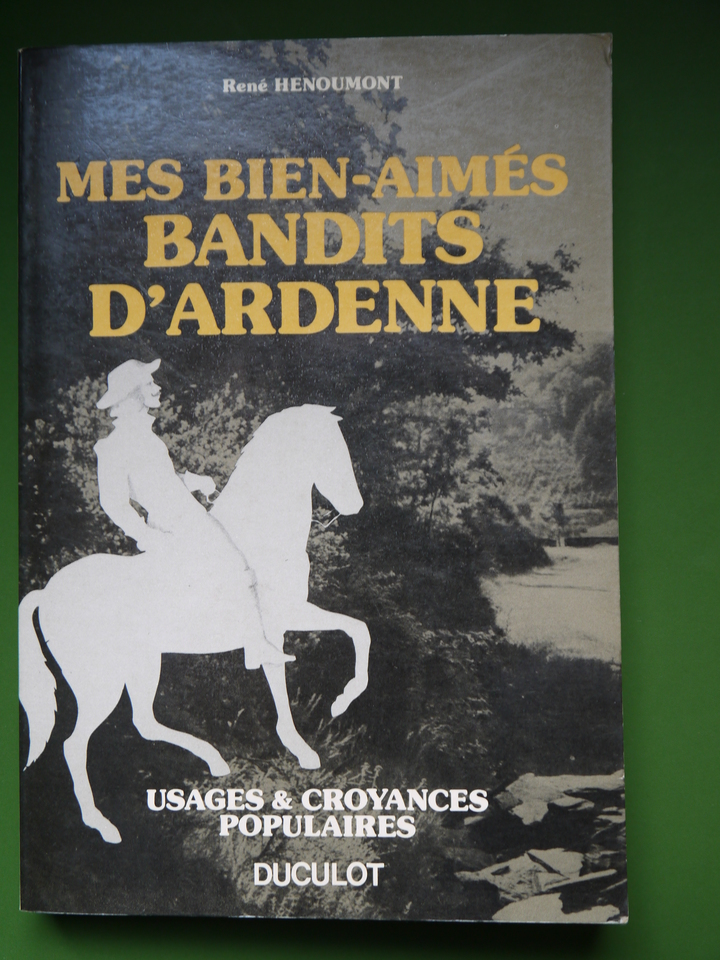 René HENOUMONT
MES BIEN-AIMÉS
BANDITS
D'ARDENNE
USAGES & CROYANCES
POPULAIRES
DUCULOT